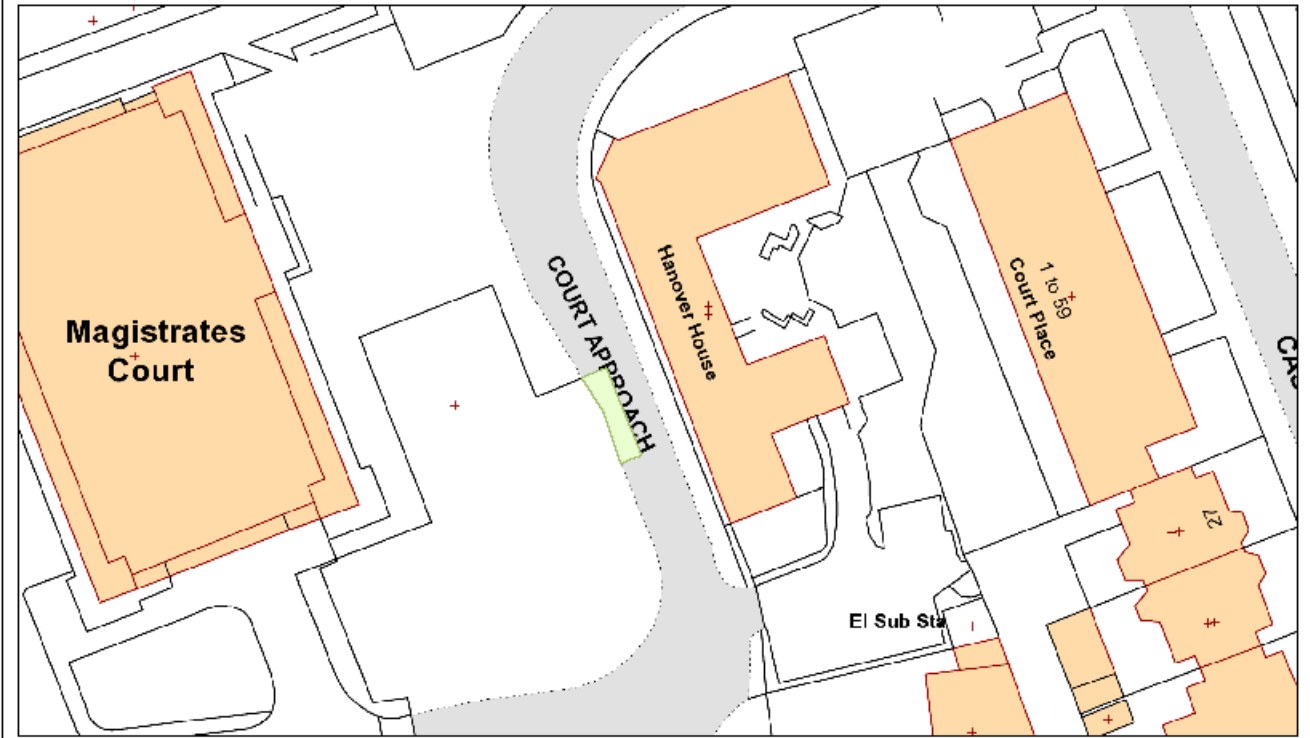 Magistrates
Court
COURT APPROACH
Hanover House
1 to 59
Court Place
27
El Sub Sta